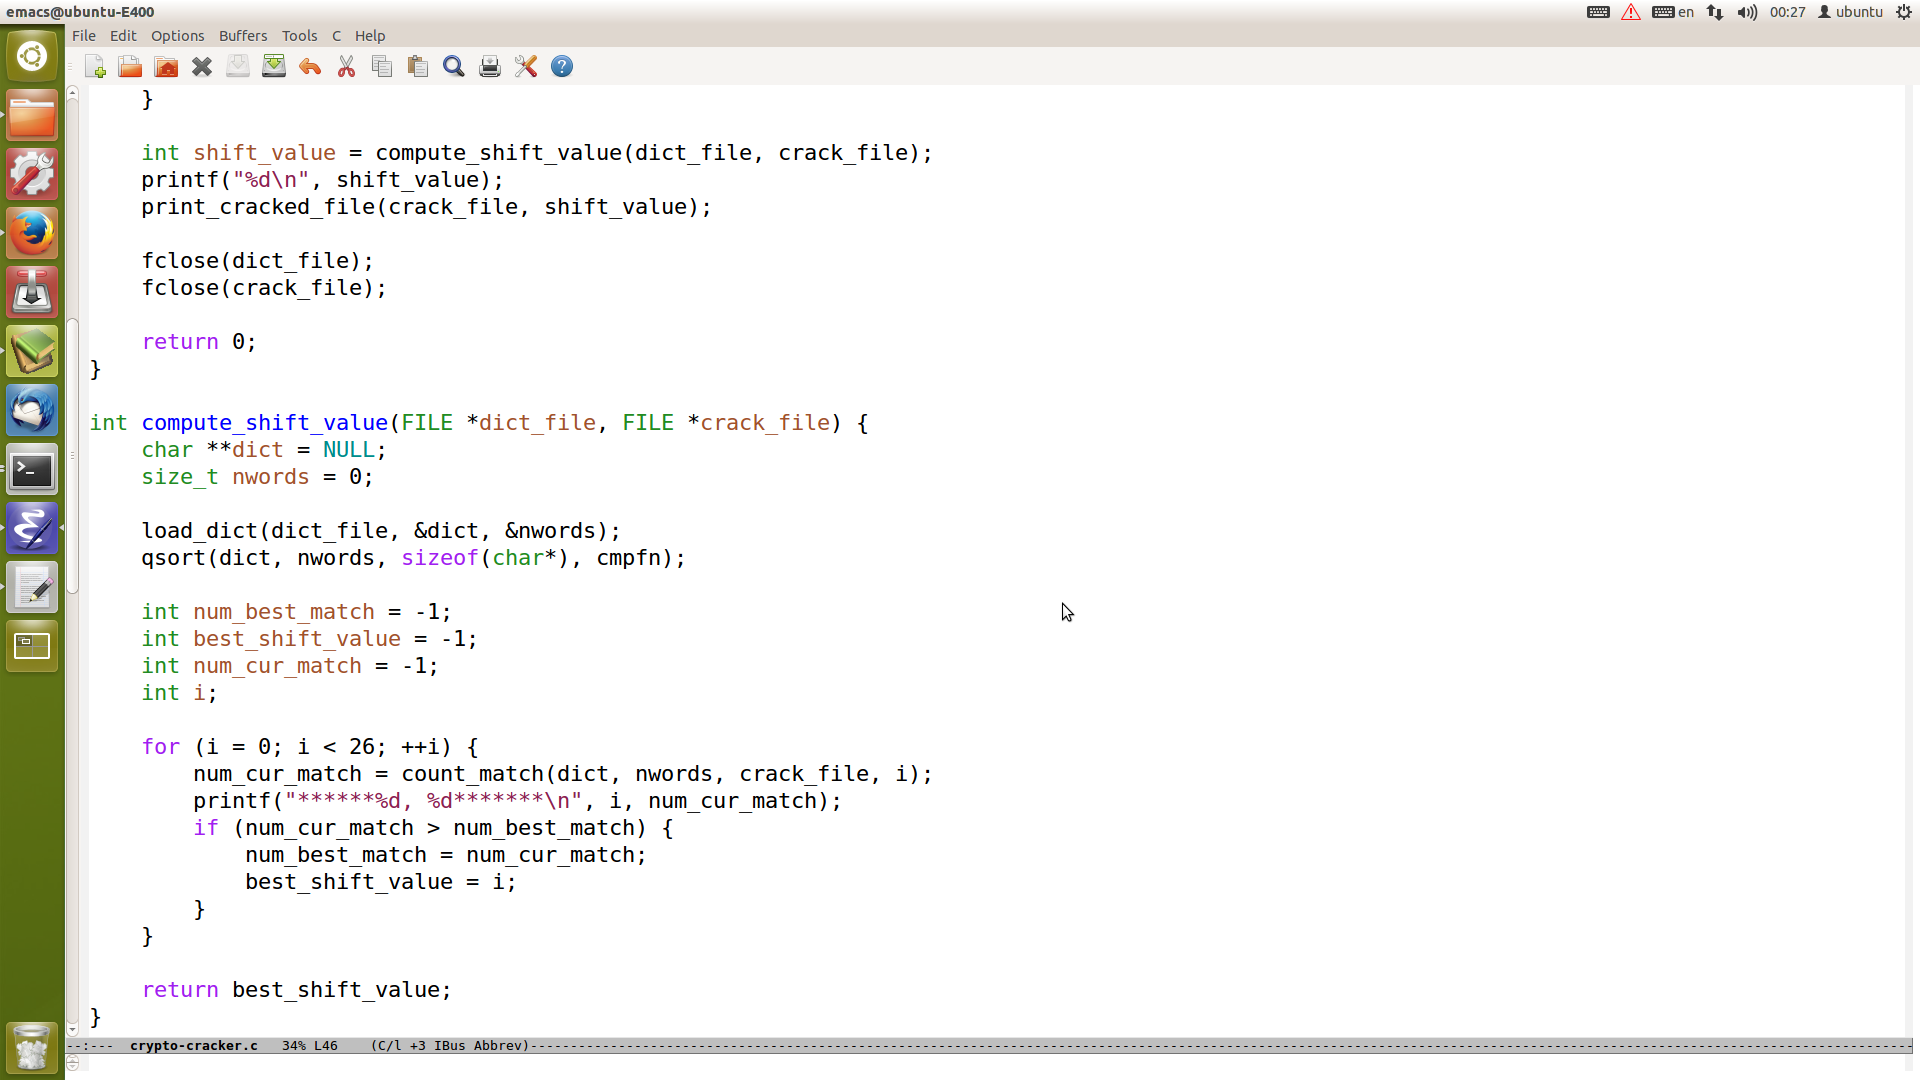 emacs@ubuntu-E400
en 00:27 ubuntu
File Edit Options Buffers Tools C Help
    }

    int shift_value = compute_shift_value(dict_file, crack_file);
    printf("%d\n", shift_value);
    print_cracked_file(crack_file, shift_value);

    fclose(dict_file);
    fclose(crack_file);

    return 0;
}

int compute_shift_value(FILE *dict_file, FILE *crack_file) {
    char **dict = NULL;
    size_t nwords = 0;

    load_dict(dict_file, &dict, &nwords);
    qsort(dict, nwords, sizeof(char*), cmpfn);

    int num_best_match = -1;
    int best_shift_value = -1;
    int num_cur_match = -1;
    int i;

    for (i = 0; i < 26; ++i) {
        num_cur_match = count_match(dict, nwords, crack_file, i);
        printf("******%d, %d*******\n", i, num_cur_match);
        if (num_cur_match > num_best_match) {
            num_best_match = num_cur_match;
            best_shift_value = i;
        }
    }

    return best_shift_value;
}
--:---  crypto-cracker.c   34% L46    (C/l +3 IBus Abbrev)----------